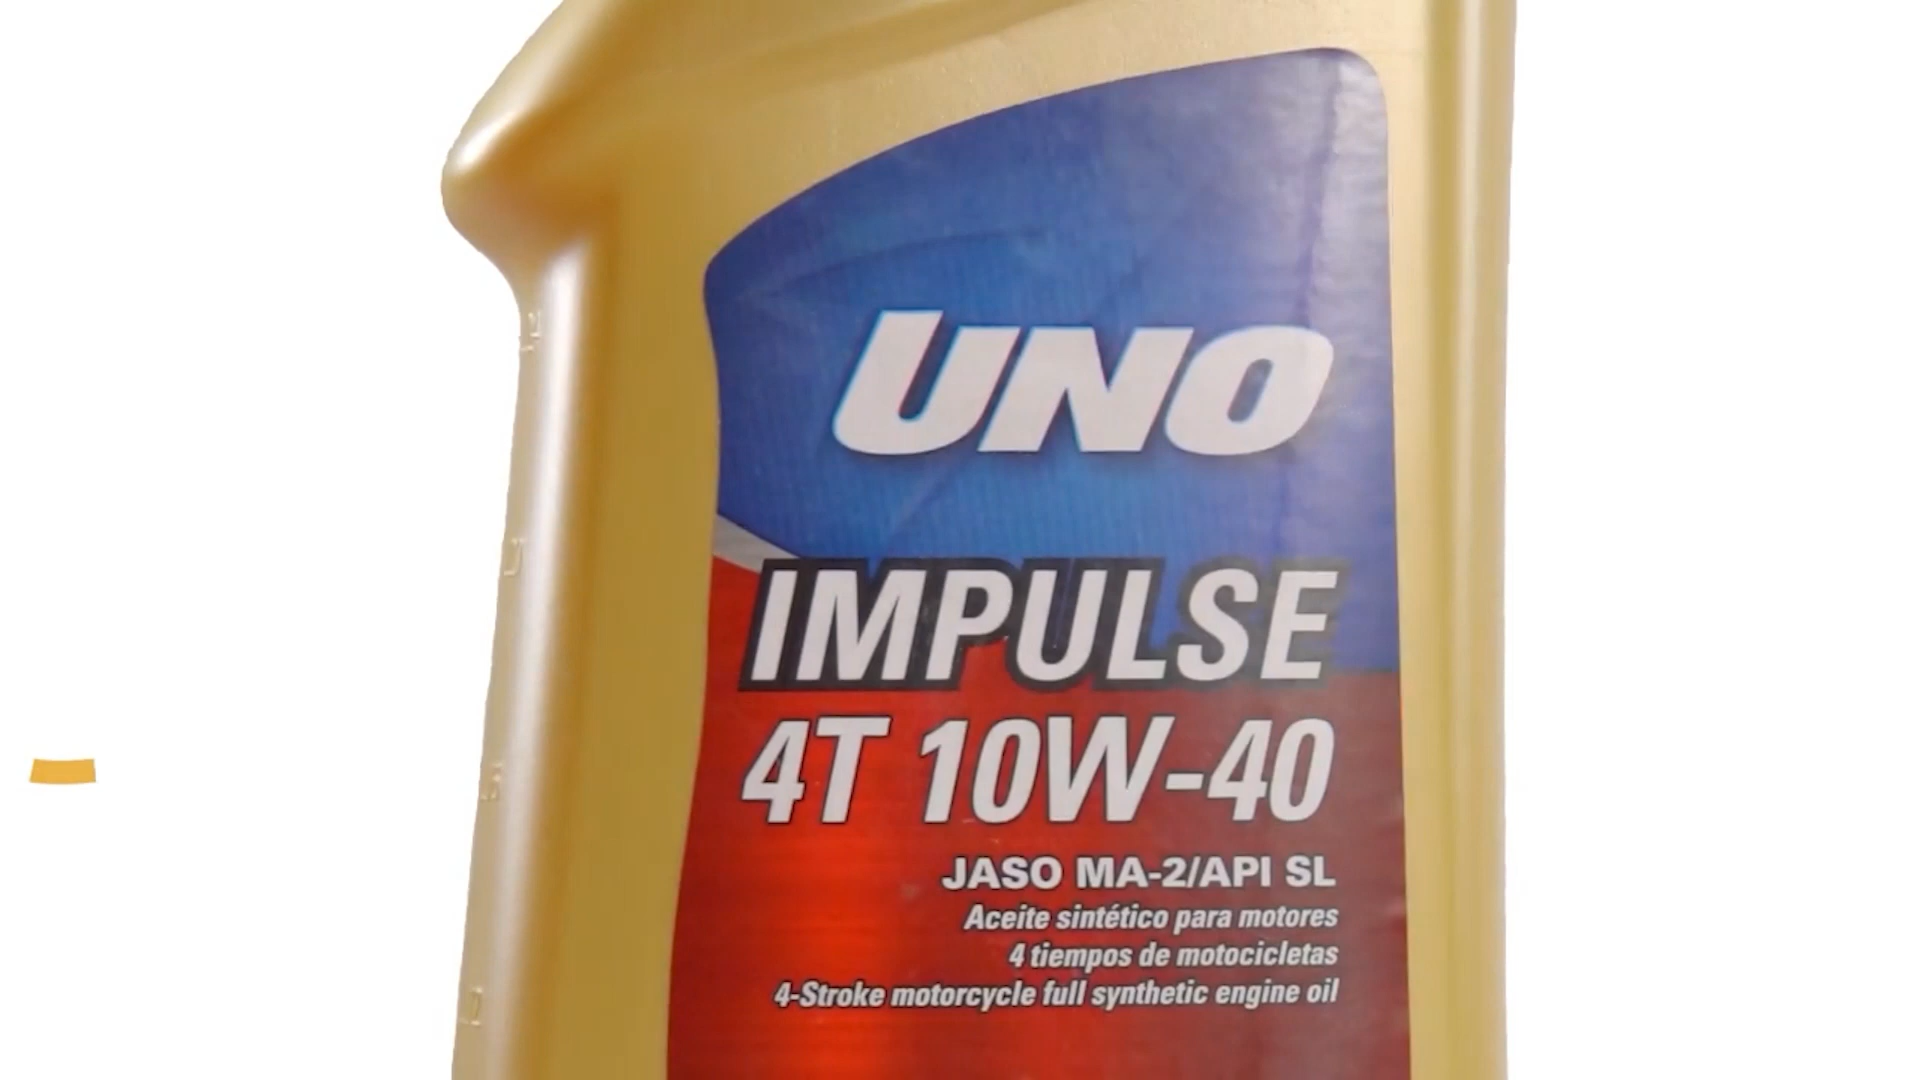 UNO
IMPULSE
4T 10W-40
JASO MA-2/API SL
Aceite sintético para motores
4 tiempos de motocicletas
4-Stroke motorcycle full synthetic engine oil